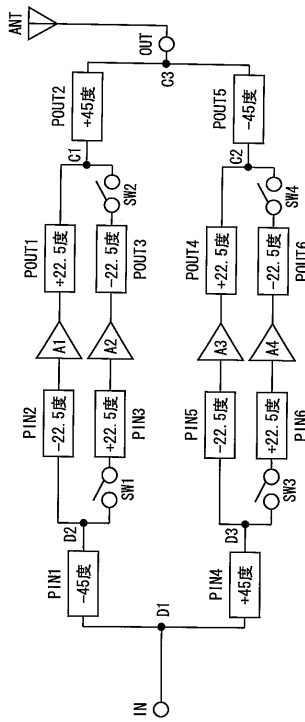 ANT
OUT
C3
POUT2
+45度
POUT5
-45度
C1
C2
SW2
SW4
POUT1
+22.5度
POUT3
-22.5度
POUT4
+22.5度
POUT6
-22.5度
A1
A2
A3
A4
PIN2
-22.5度
PIN3
+22.5度
PIN5
-22.5度
PIN6
+22.5度
SW1
SW3
D2
D3
PIN1
-45度
PIN4
+45度
D1
IN